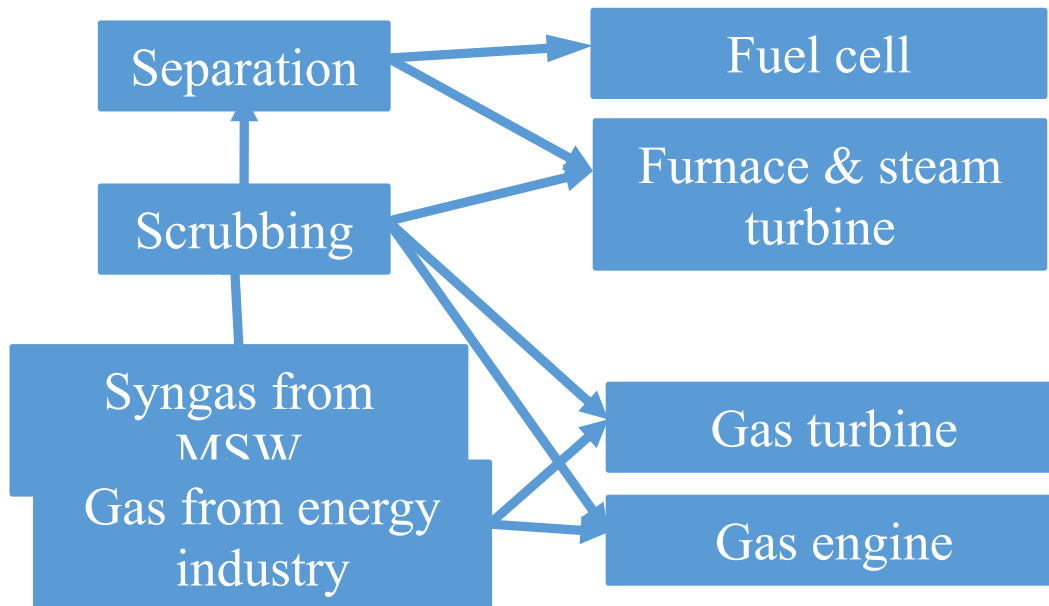 Separation
Fuel cell
Furnace & steam
turbine
Scrubbing
Syngas from
MSW
Gas turbine
Gas from energy
industry
Gas engine